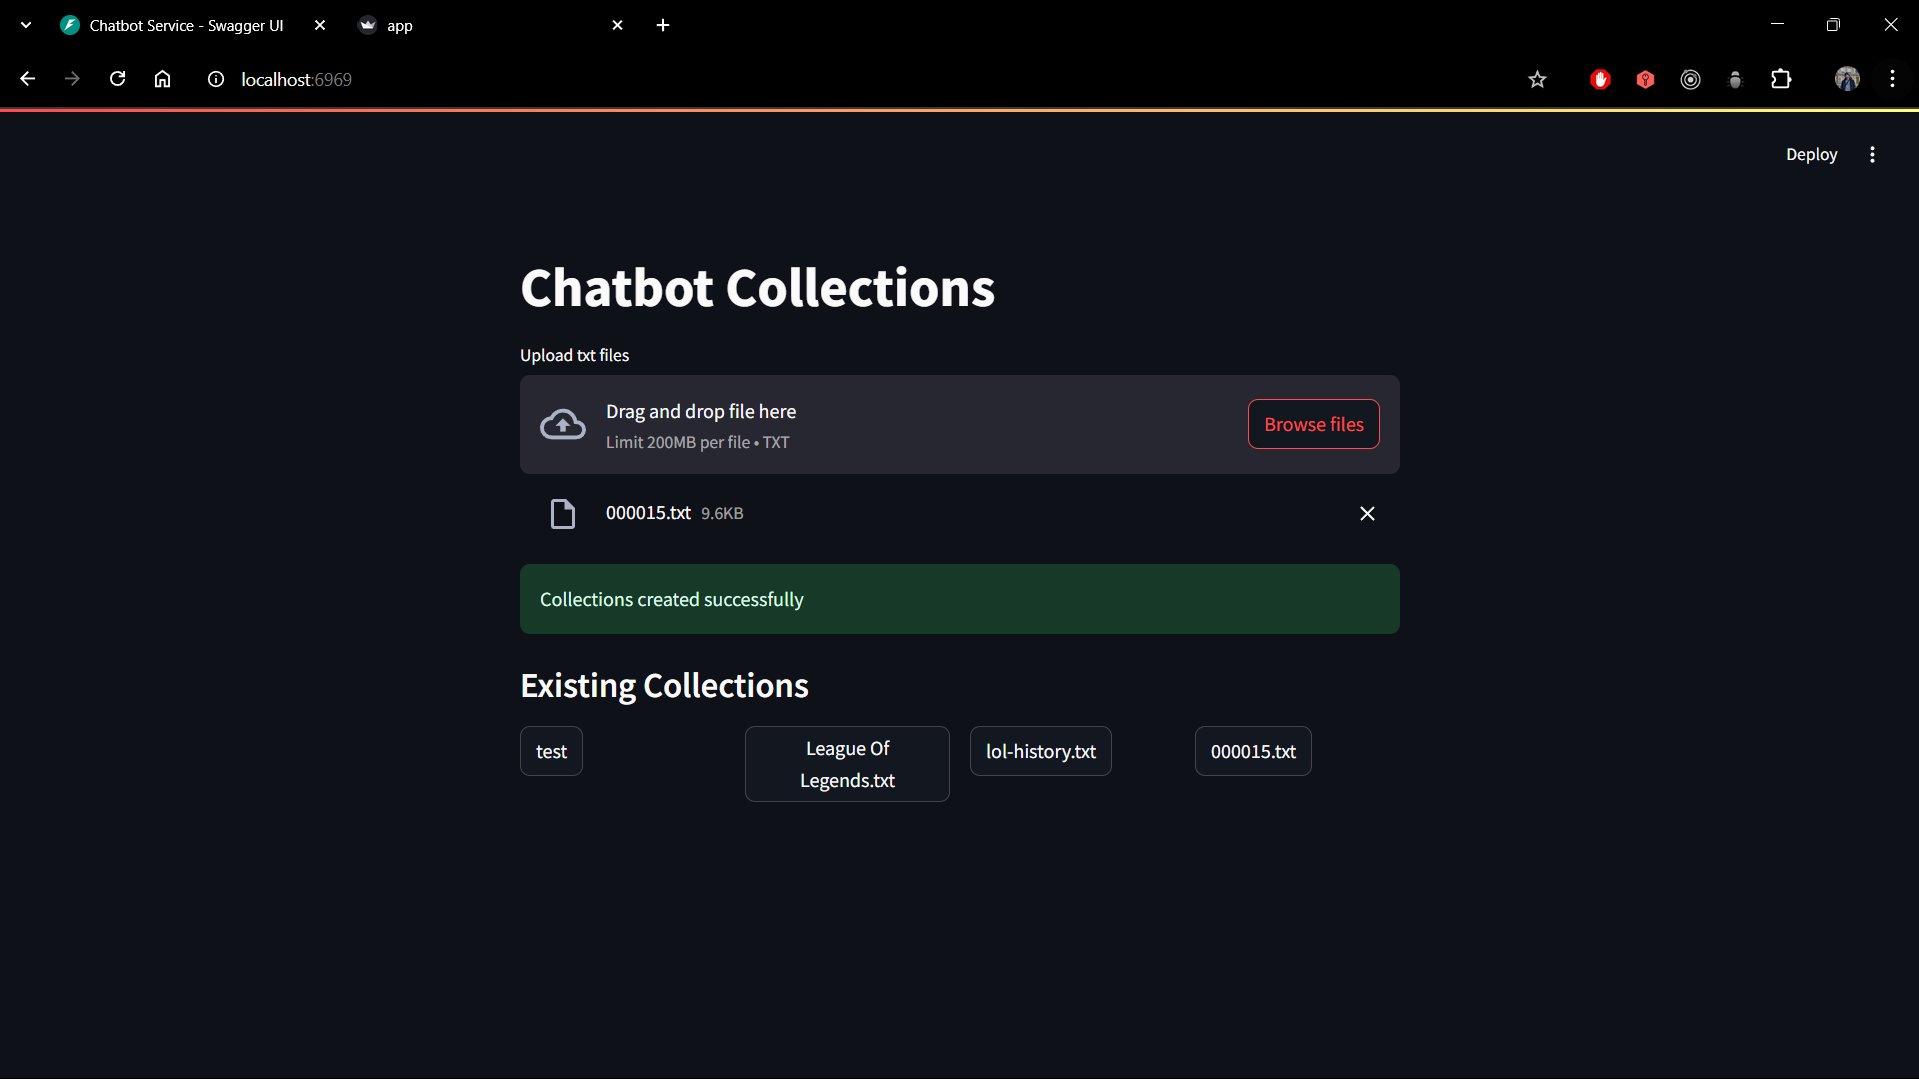 Chatbot Service - Swagger UI
app
localhost:6969
Deploy
Chatbot Collections
Upload txt files
Drag and drop file here
Limit 200MB per file • TXT
Browse files
000015.txt 9.6KB
Collections created successfully
Existing Collections
test
League Of
Legends.txt
lol-history.txt
000015.txt